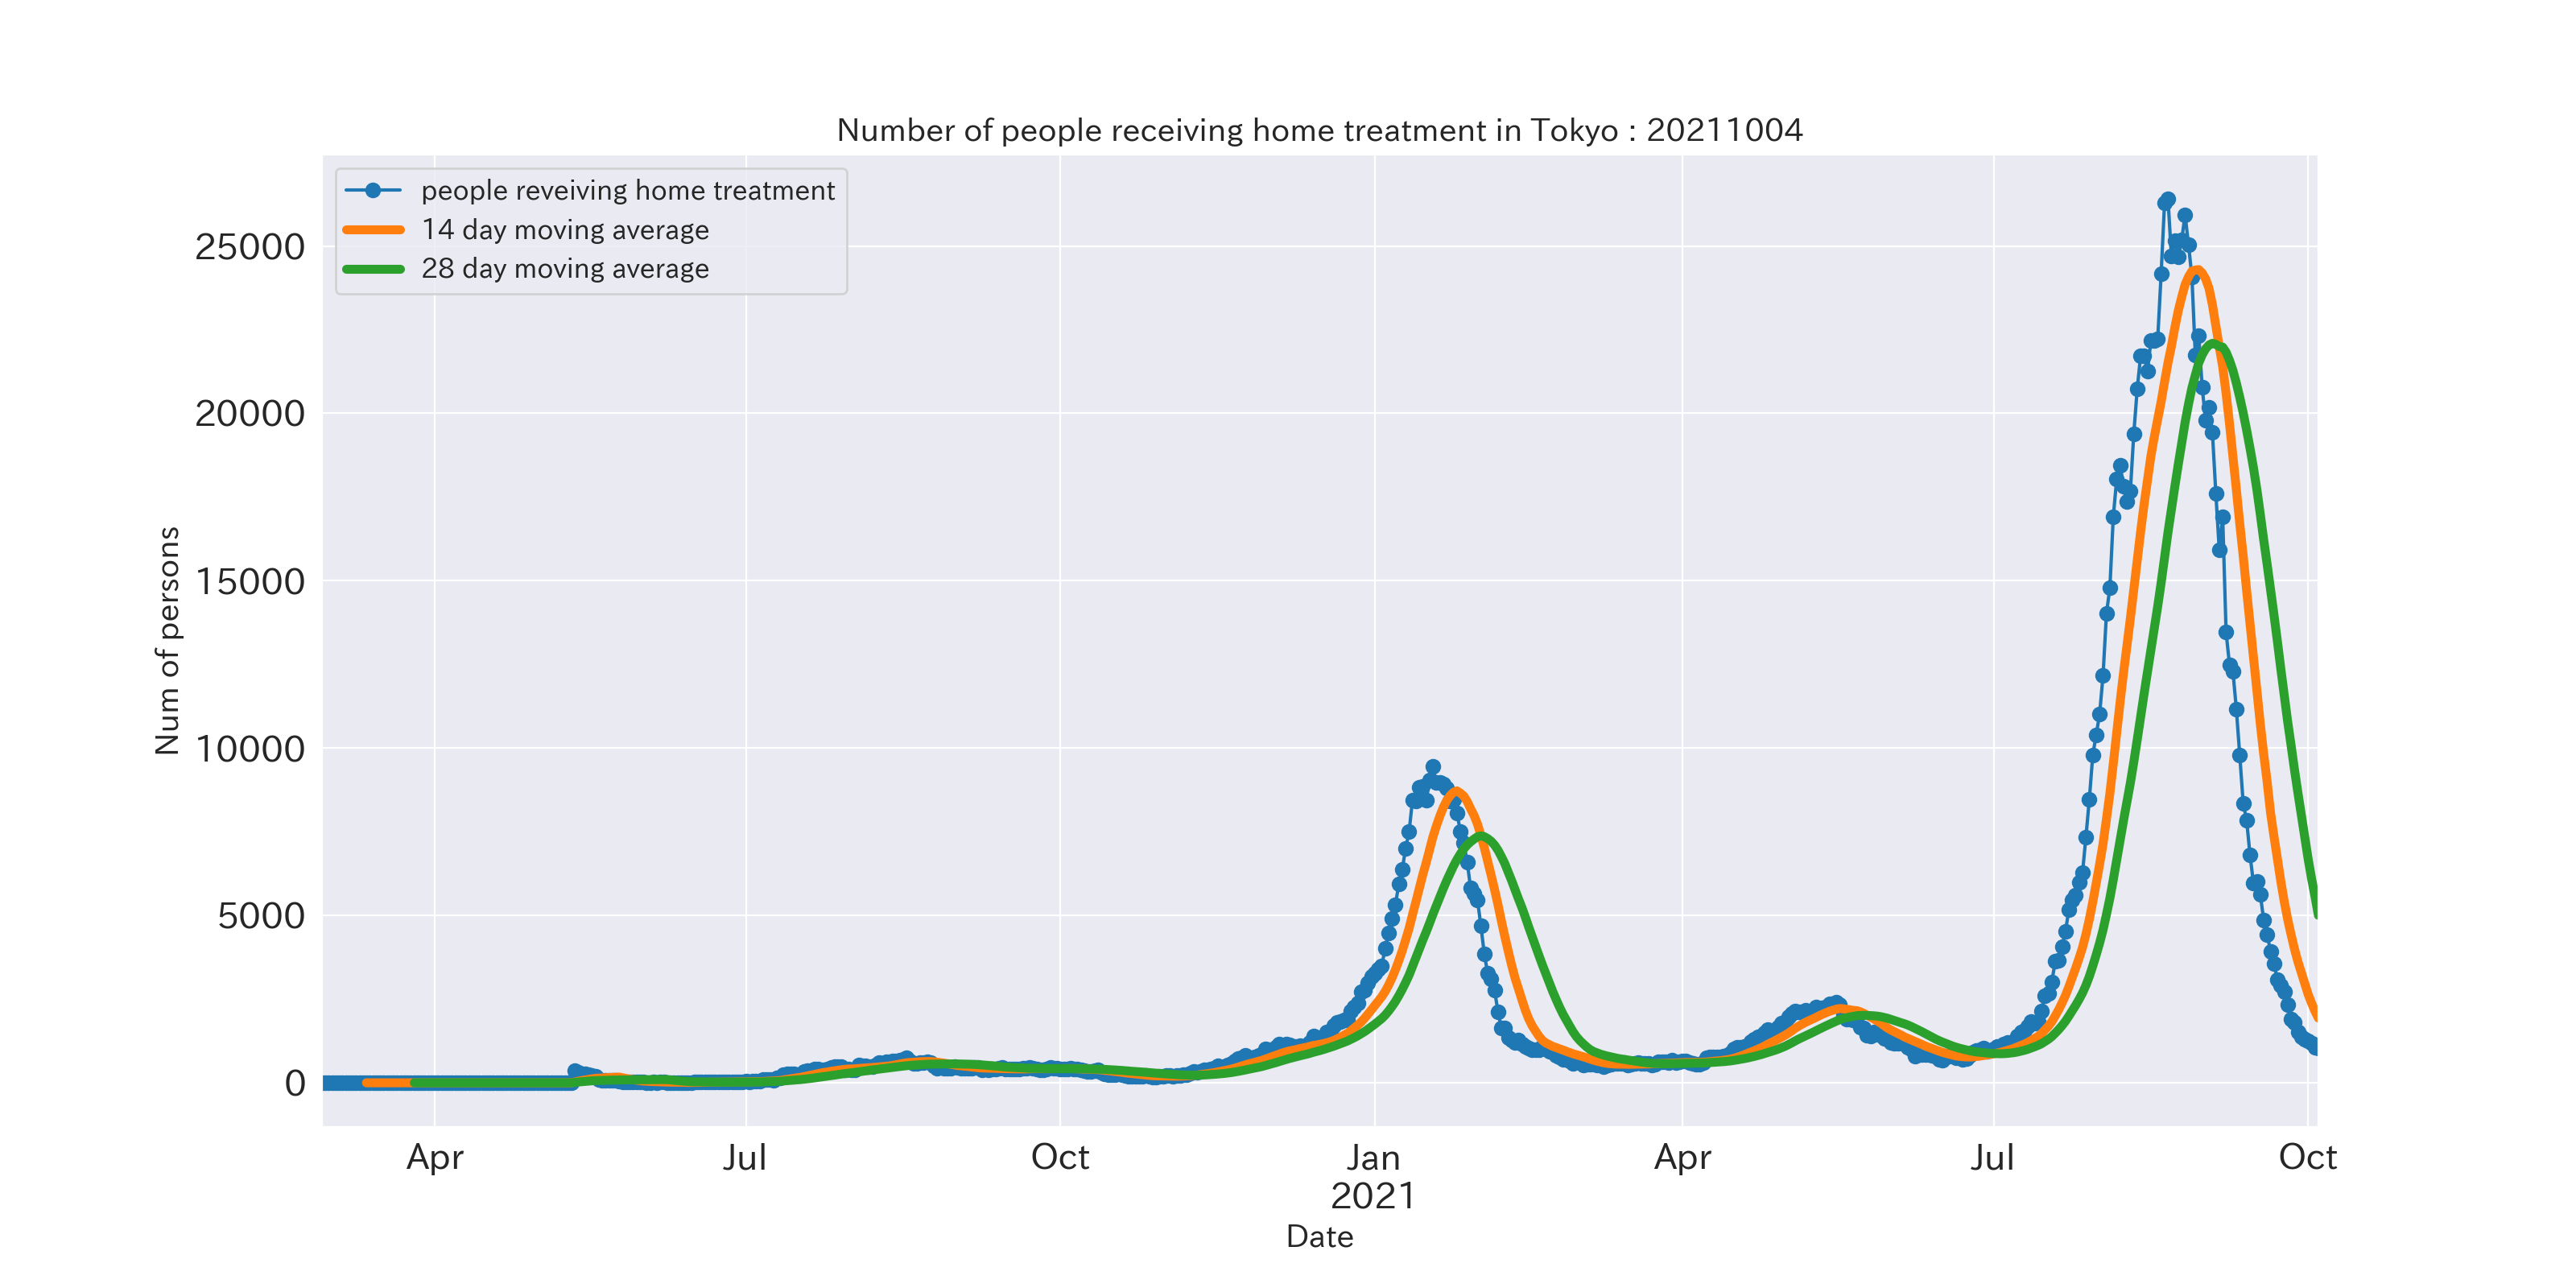 Number of people receiving home treatment in Tokyo : 20211004
people reveiving home treatment
14 day moving average
28 day moving average
25000
20000
15000
10000
5000
0
Num of persons
Apr
Jul
Oct
Jan
2021
Apr
Jul
Oct
Date